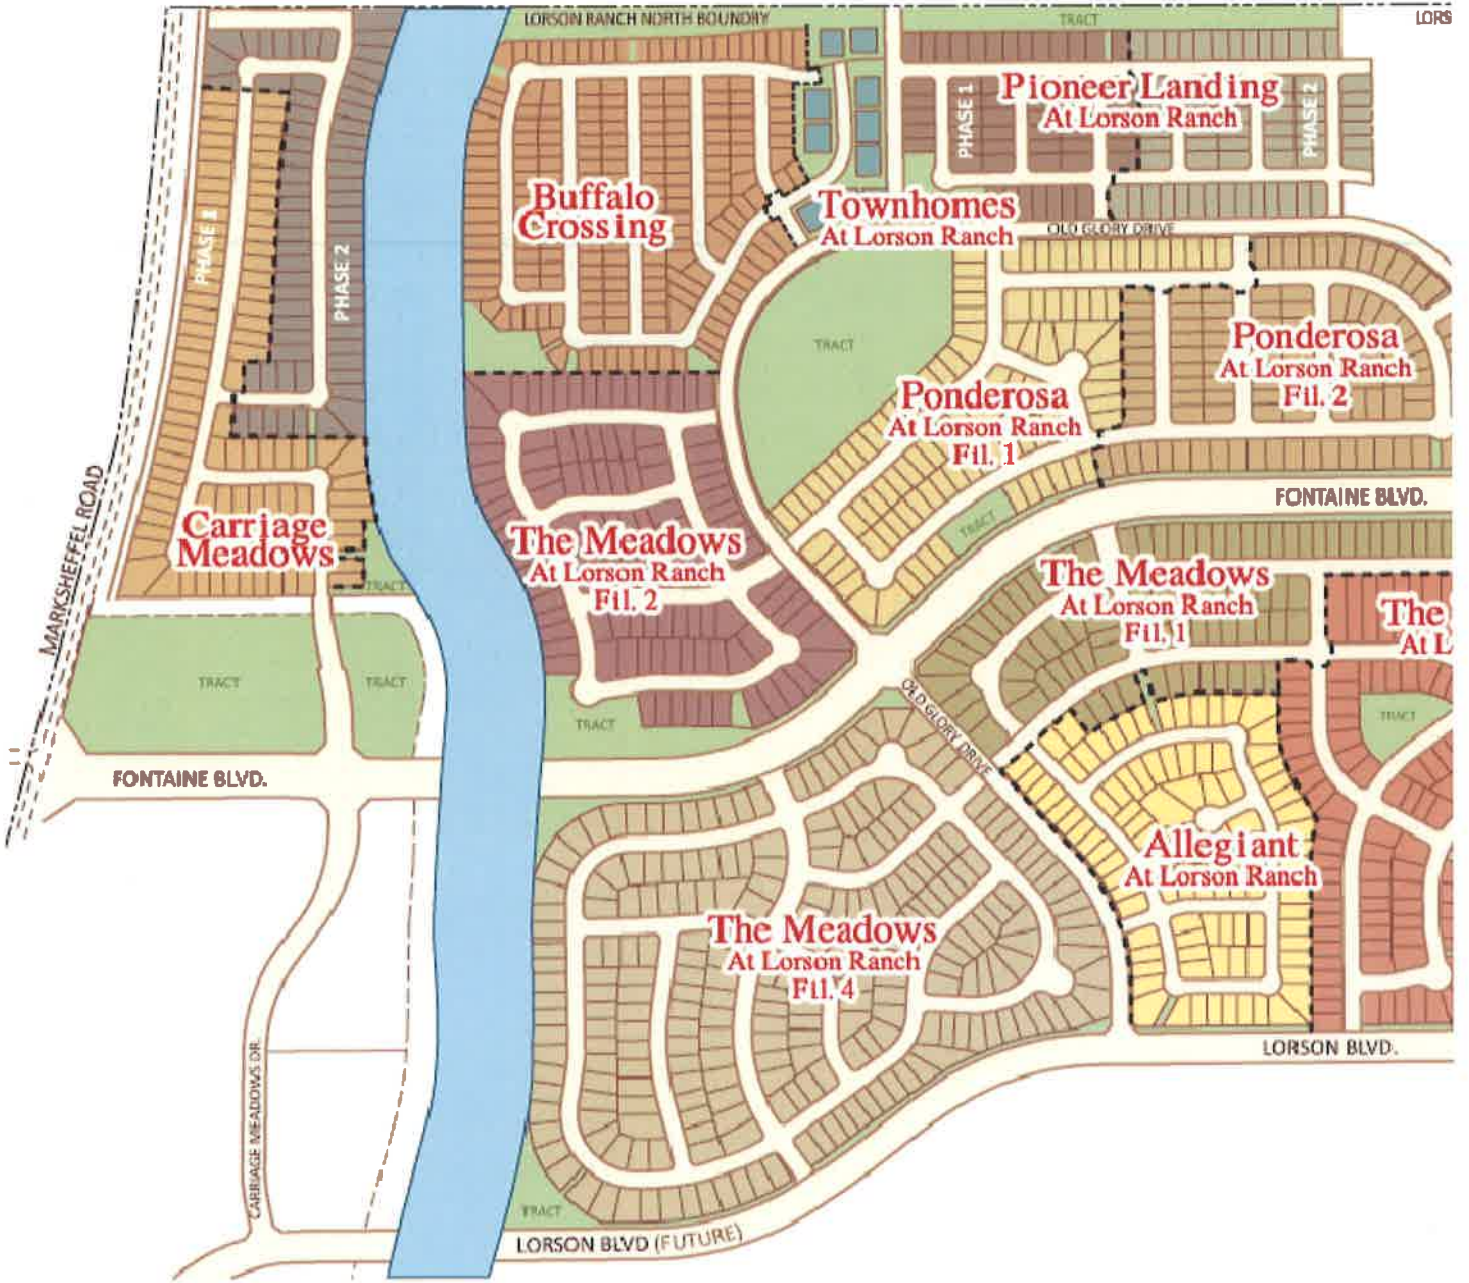 LORSON RANCH NORTH BOUNDRY
TRACT
LORS
PHASE 1
Pioneer Landing
At Lorson Ranch
PHASE 2
Buffalo
Crossing
Townhomes
At Lorson Ranch
OLD GLORY DRIVE
PHASE 1
PHASE 2
TRACT
Ponderosa
At Lorson Ranch
Fil. 2
Ponderosa
At Lorson Ranch
Fil. 1
FONTAINE BLVD.
TRACT
MARKSHEFFEL ROAD
Carriage
Meadows
TRACT
The Meadows
At Lorson Ranch
Fil. 2
The Meadows
At Lorson Ranch
Fil. 1
The
At L
TRACT
TRACT
TRACT
OLD GLORY DRIVE
TRACT
FONTAINE BLVD.
Allegiant
At Lorson Ranch
The Meadows
At Lorson Ranch
Fil. 4
LORSON BLVD.
CARRIAGE MEADOWS DR.
TRACT
LORSON BLVD (FUTURE)